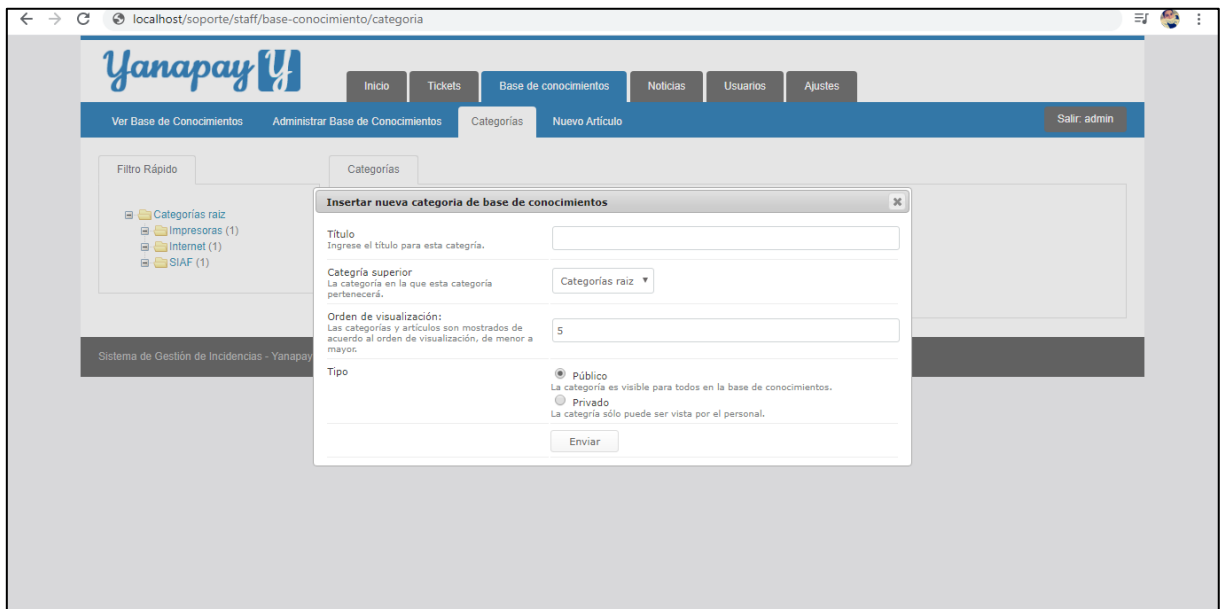 localhost/soporte/staff/base-conocimiento/categoria
Yanapay Y
Inicio
Tickets
Base de conocimientos
Noticias
Usuarios
Ajustes
Ver Base de Conocimientos
Administrar Base de Conocimientos
Categorías
Nuevo Artículo
Salir: admin
Filtro Rápido
Categorías
Categorías raiz
Impresoras (1)
Internet (1)
SIAF (1)
Insertar nueva categoria de base de conocimientos
Título
Ingrese el título para esta categría.
Categría superior
La categoría en la que esta categoría
pertenecerá.
Categorías raiz
Orden de visualización:
Las categorías y artículos son mostrados de
acuerdo al orden de visualización, de menor a
mayor.
5
Tipo
Público
La categoría es visible para todos en la base de conocimientos.
Privado
La categría sólo puede ser vista por el personal.
Enviar
Sistema de Gestión de Incidencias - Yanapay